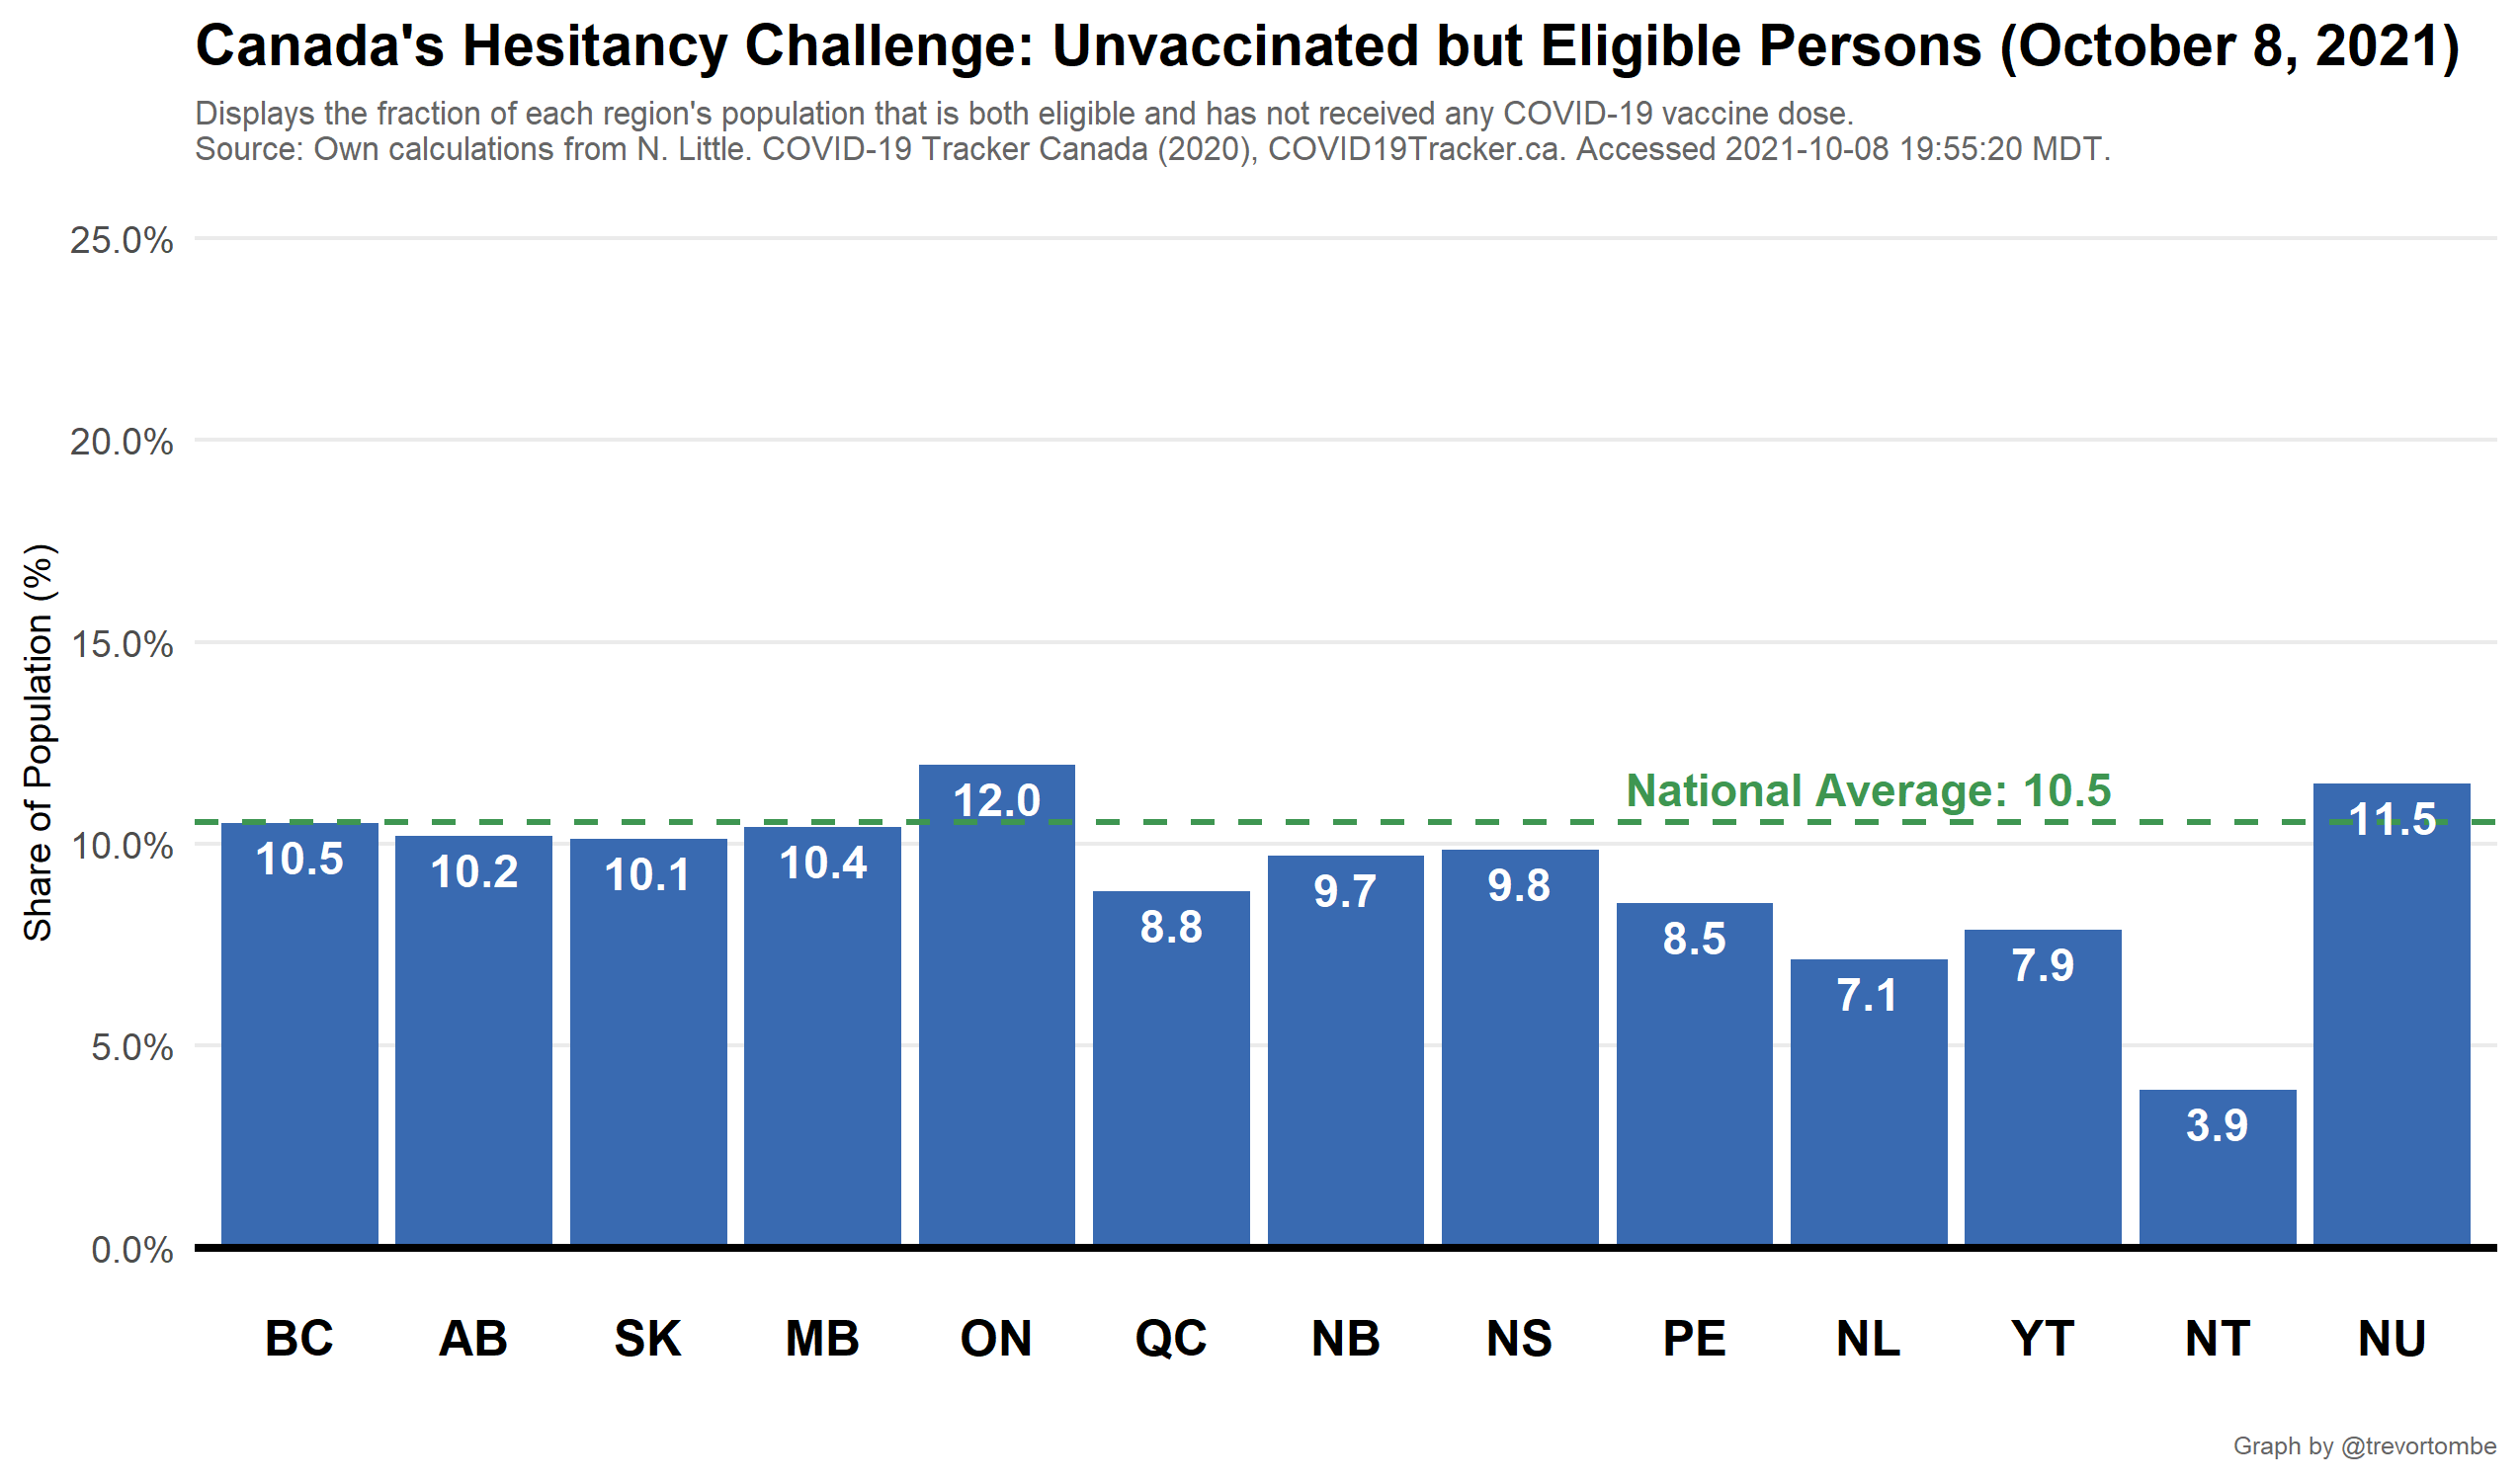 Canada's Hesitancy Challenge: Unvaccinated but Eligible Persons (October 8, 2021)
Displays the fraction of each region's population that is both eligible and has not received any COVID-19 vaccine dose.
Source: Own calculations from N. Little. COVID-19 Tracker Canada (2020), COVID19Tracker.ca. Accessed 2021-10-08 19:55:20 MDT.
Share of Population (%)
25.0%
20.0%
15.0%
10.0%
5.0%
0.0%
National Average: 10.5
10.5
10.2
10.1
10.4
12.0
8.8
9.7
9.8
8.5
7.1
7.9
3.9
11.5
BC
AB
SK
MB
ON
QC
NB
NS
PE
NL
YT
NT
NU
Graph by @trevortombe